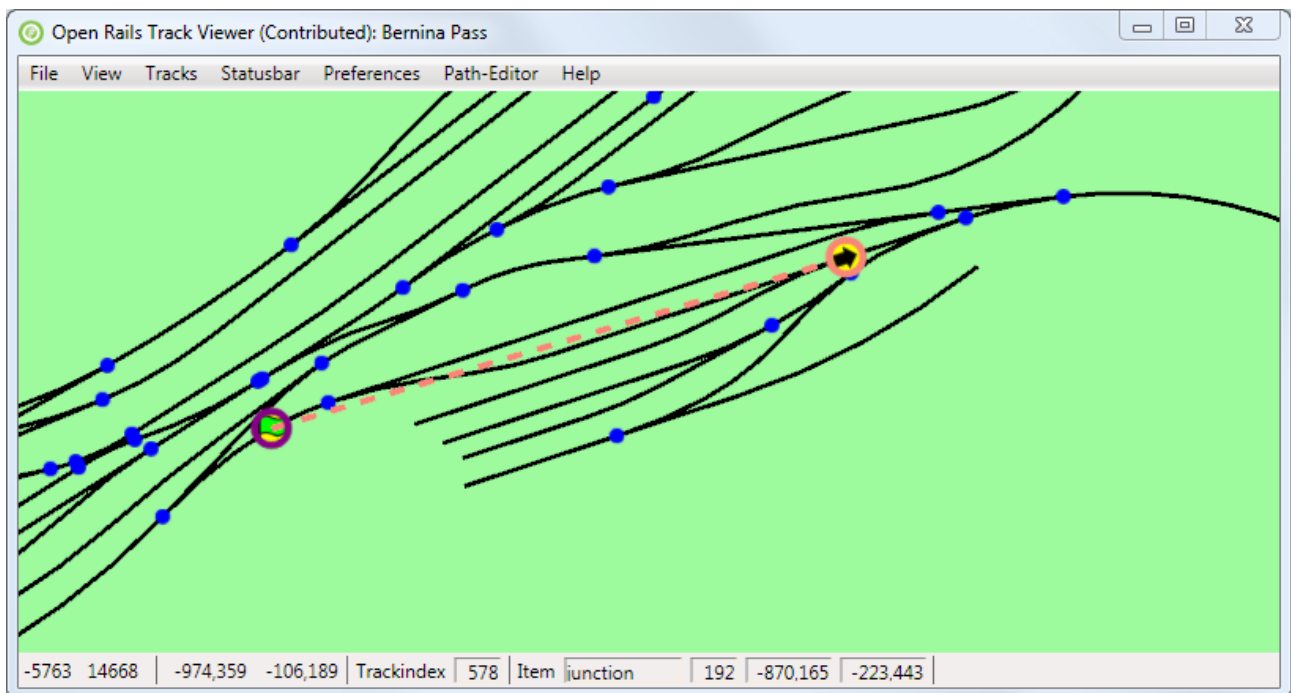 Open Rails Track Viewer (Contributed): Bernina Pass
File View Tracks Statusbar Preferences Path-Editor Help
-5763 14668 -974,359 -106,189 Trackindex 578 Item junction 192 -870,165 -223,443